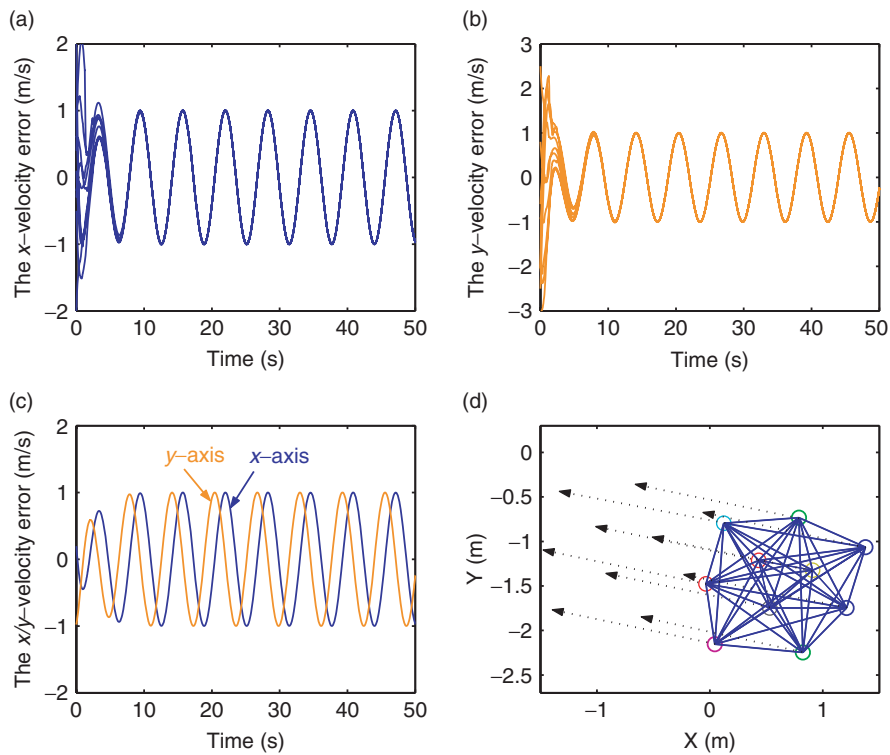 (a)
2
1
0
−1
−2
The x−velocity error (m/s)
0 10 20 30 40 50
Time (s)
(b)
3
2
1
0
−1
−2
−3
The y−velocity error (m/s)
0 10 20 30 40 50
Time (s)
(c)
2
1
0
−1
−2
The x/y−velocity error (m/s)
y−axis
x−axis
0 10 20 30 40 50
Time (s)
(d)
0
−0.5
−1
−1.5
−2
−2.5
Y (m)
−1 0 1
X (m)